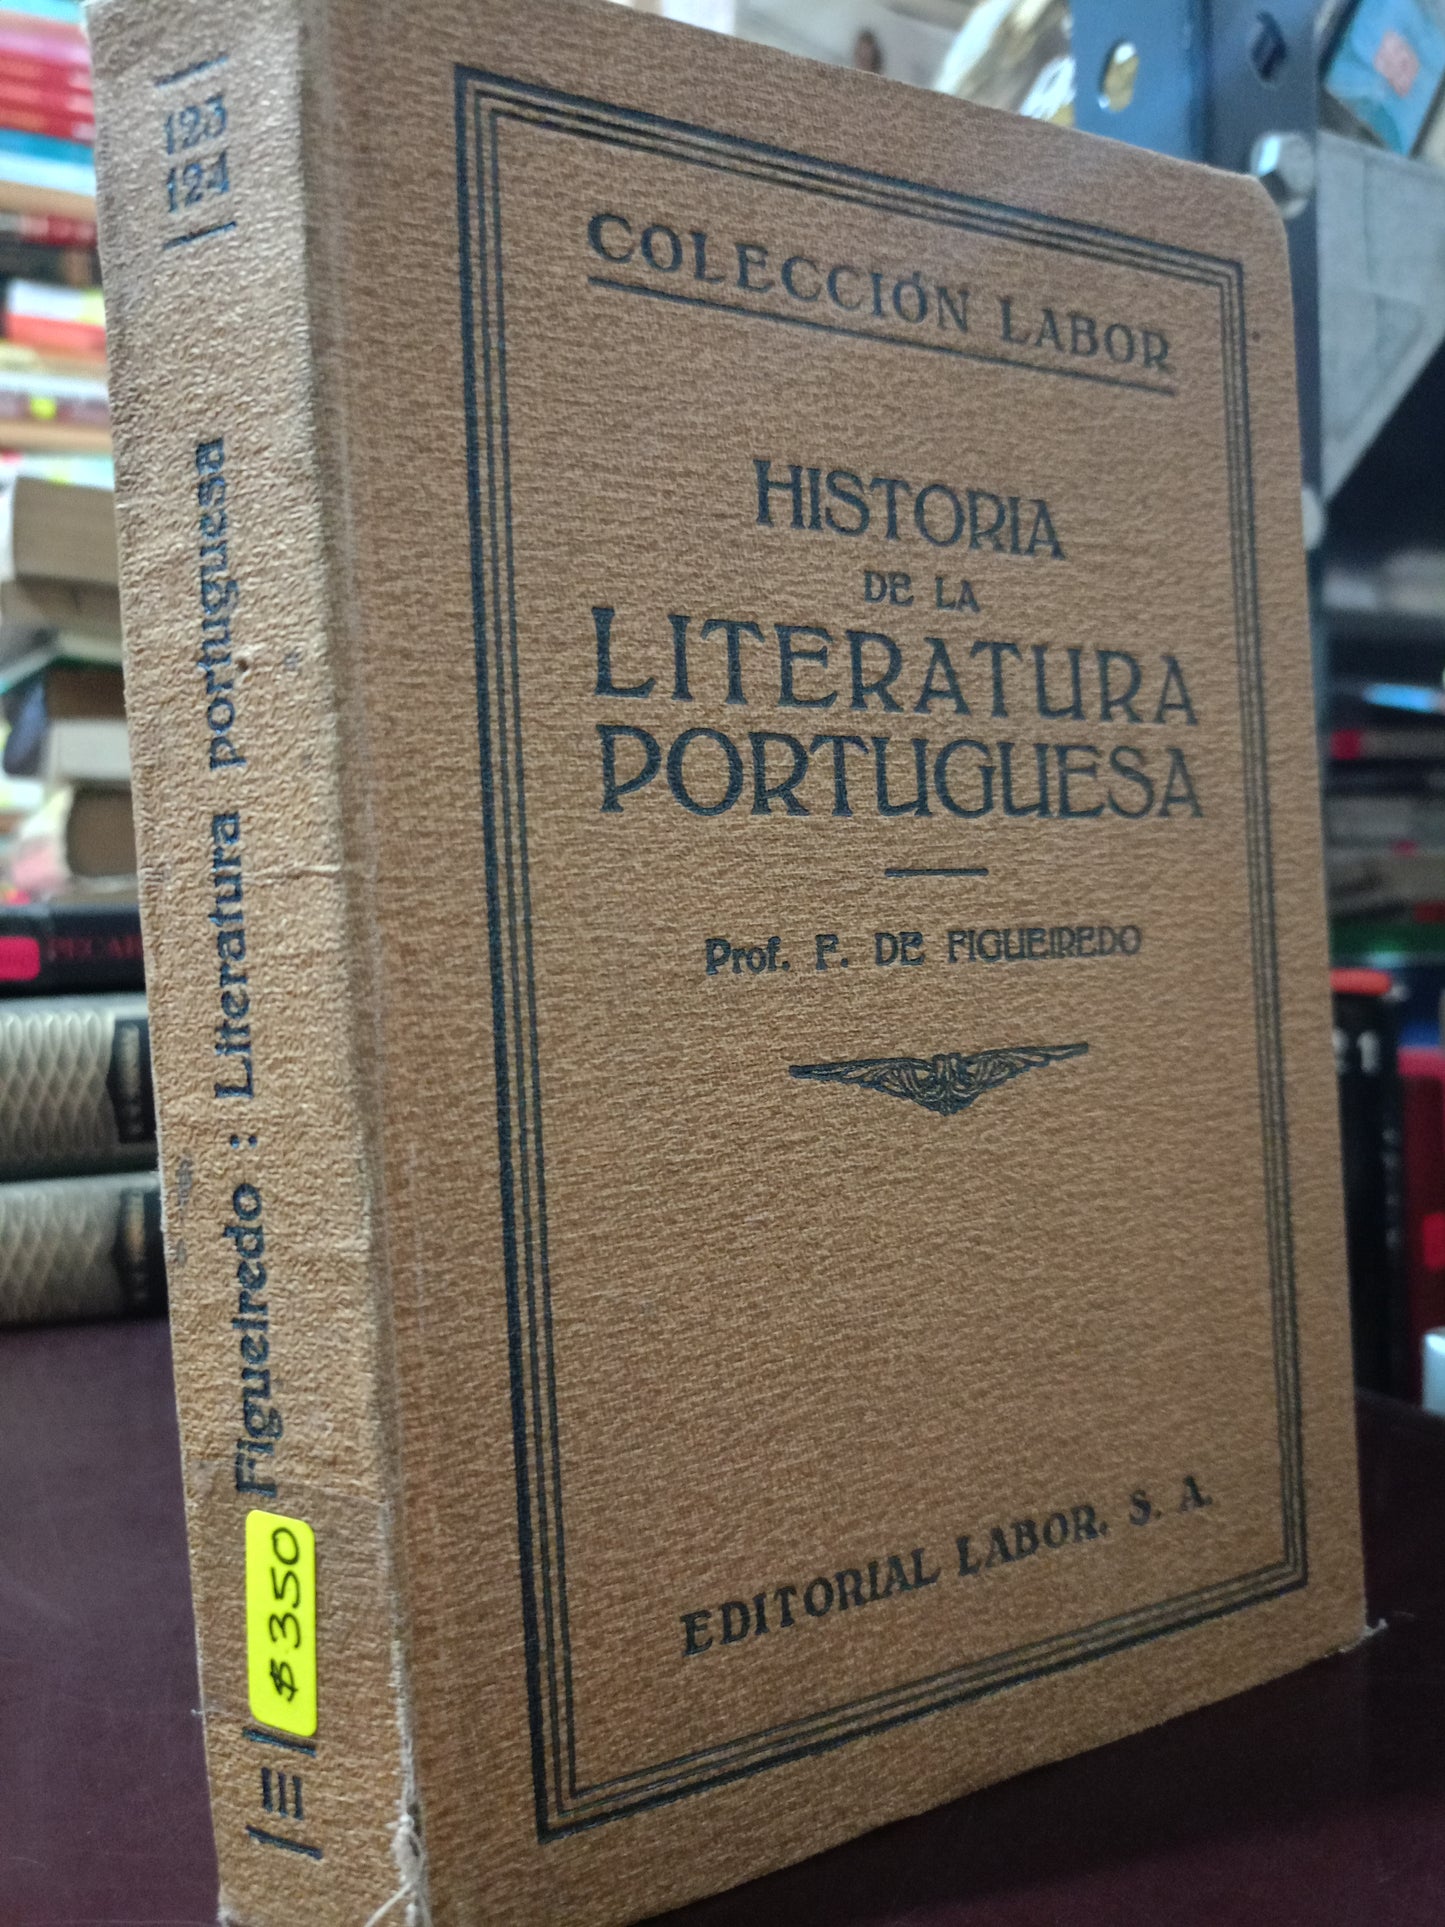 123
124
Figueiredo : Literatura portuguesa
$350
III
COLECCIÓN LABOR
HISTORIA
DE LA
LITERATURA
PORTUGUESA
Prof. F. DE FIGUEIREDO
EDITORIAL LABOR, S. A.